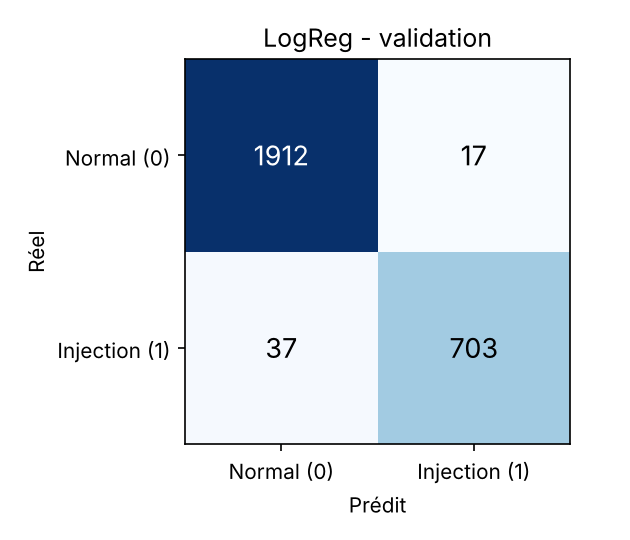 LogReg - validation
Normal (0)
1912
17
Réel
Injection (1)
37
703
Normal (0)
Injection (1)
Prédit